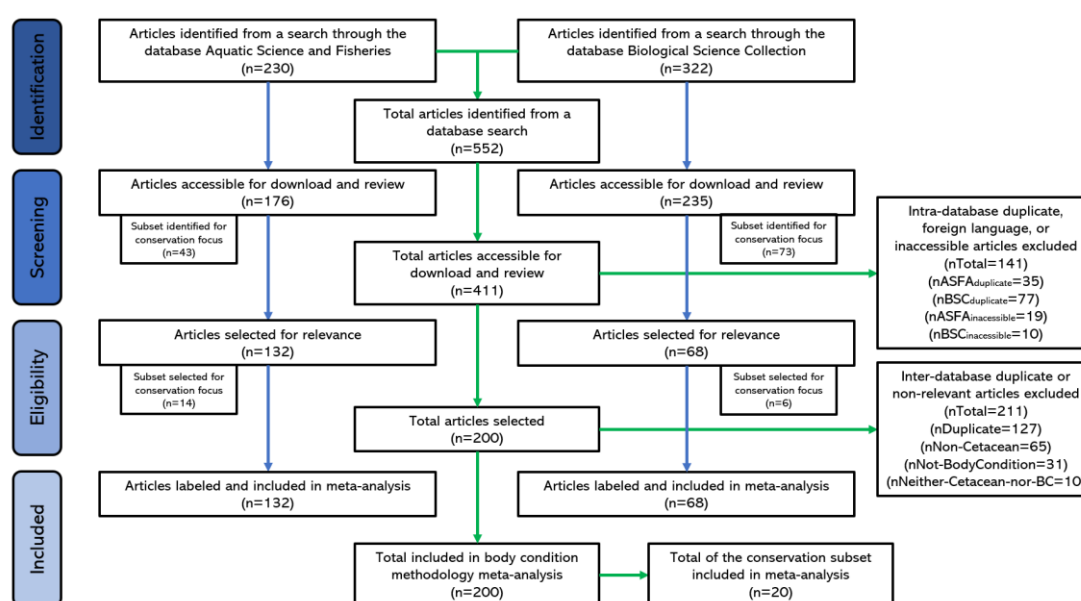 Identification
Articles identified from a search through the
database Aquatic Science and Fisheries
(n=230)
Articles identified from a search through the
database Biological Science Collection
(n=322)
Total articles identified from a
database search
(n=552)
Screening
Articles accessible for download and review
(n=176)
Subset identified for
conservation focus
(n=43)
Articles accessible for download and review
(n=235)
Subset identified for
conservation focus
(n=73)
Total articles accessible for
download and review
(n=411)
Intra-database duplicate,
foreign language, or
inaccessible articles excluded
(nTotal=141)
(nASFAduplicate=35)
(nBSCduplicate=77)
(nASFAinacessible=19)
(nBSCinacessible=10)
Eligibility
Articles selected for relevance
(n=132)
Subset selected for
conservation focus
(n=14)
Articles selected for relevance
(n=68)
Subset selected for
conservation focus
(n=6)
Total articles selected
(n=200)
Inter-database duplicate or
non-relevant articles excluded
(nTotal=211)
(nDuplicate=127)
(nNon-Cetacean=65)
(nNot-BodyCondition=31)
(nNeither-Cetacean-nor-BC=10
Included
Articles labeled and included in meta-analysis
(n=132)
Articles labeled and included in meta-analysis
(n=68)
Total included in body condition
methodology meta-analysis
(n=200)
Total of the conservation subset
included in meta-analysis
(n=20)